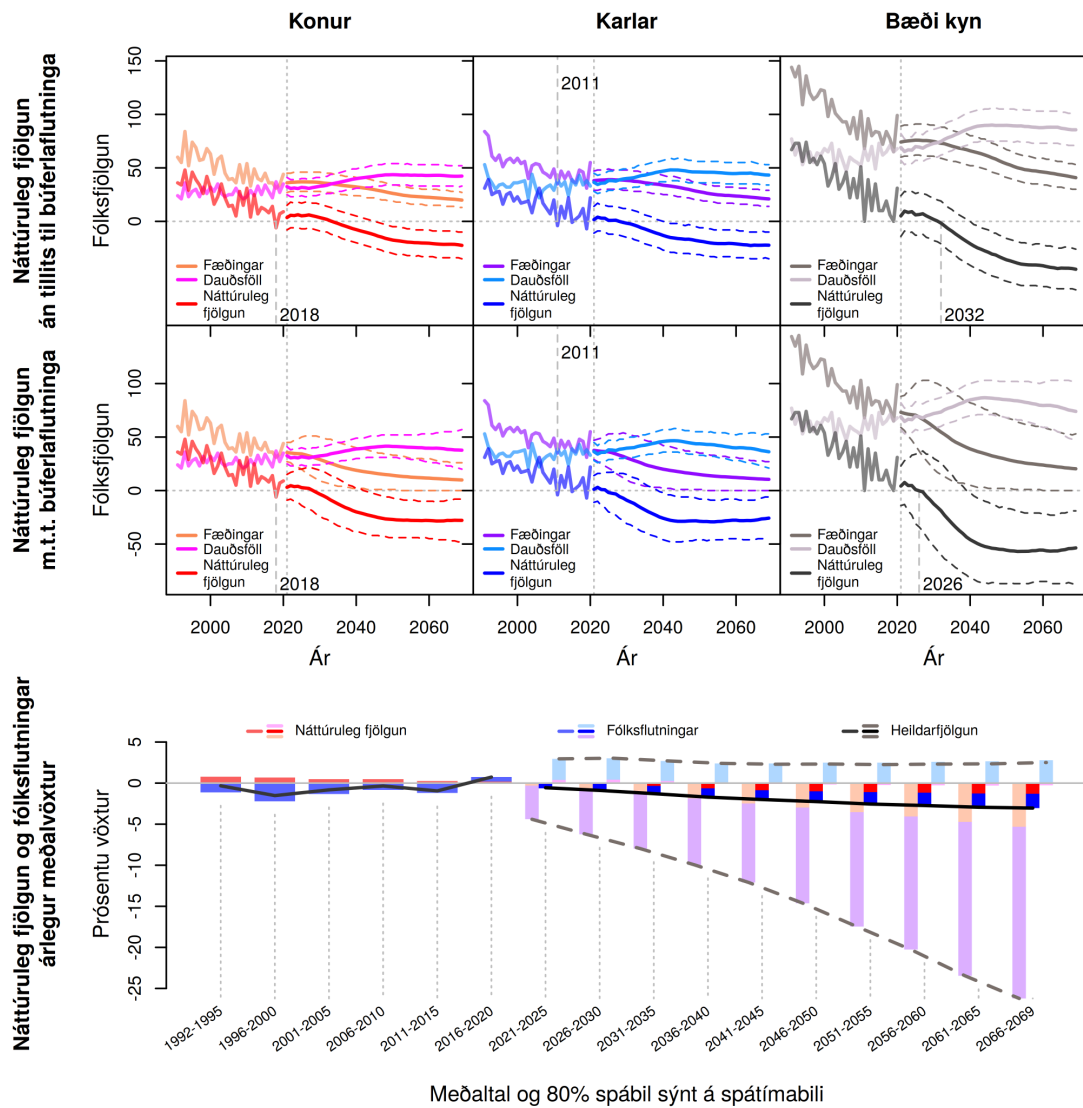 Konur
Karlar
Bæði kyn
Náttúruleg fjölgun
án tillits til búferlaflutninga
Fólksfjölgun
150
100
50
0
Fæðingar
Dauðsföll
Náttúruleg
fjölgun
2018
2011
Fæðingar
Dauðsföll
Náttúruleg
fjölgun
Fæðingar
Dauðsföll
Náttúruleg
fjölgun
2032
Náttúruleg fjölgun
m.t.t. búferlaflutninga
Fólksfjölgun
100
50
0
-50
Fæðingar
Dauðsföll
Náttúruleg
fjölgun
2018
2011
Fæðingar
Dauðsföll
Náttúruleg
fjölgun
Fæðingar
Dauðsföll
Náttúruleg
fjölgun
2026
2000 2020 2040 2060
2000 2020 2040 2060
2000 2020 2040 2060
Ár
Ár
Ár
Náttúruleg fjölgun og fólksflutningar
árlegur meðalvöxtur
Prósentu vöxtur
Náttúruleg fjölgun
Fólksflutningar
Heildarfjölgun
5
0
-5
-10
-15
-20
-25
1992-1995
1996-2000
2001-2005
2006-2010
2011-2015
2016-2020
2021-2025
2026-2030
2031-2035
2036-2040
2041-2045
2046-2050
2051-2055
2056-2060
2061-2065
2066-2069
Meðaltal og 80% spábil sýnt á spátímabili